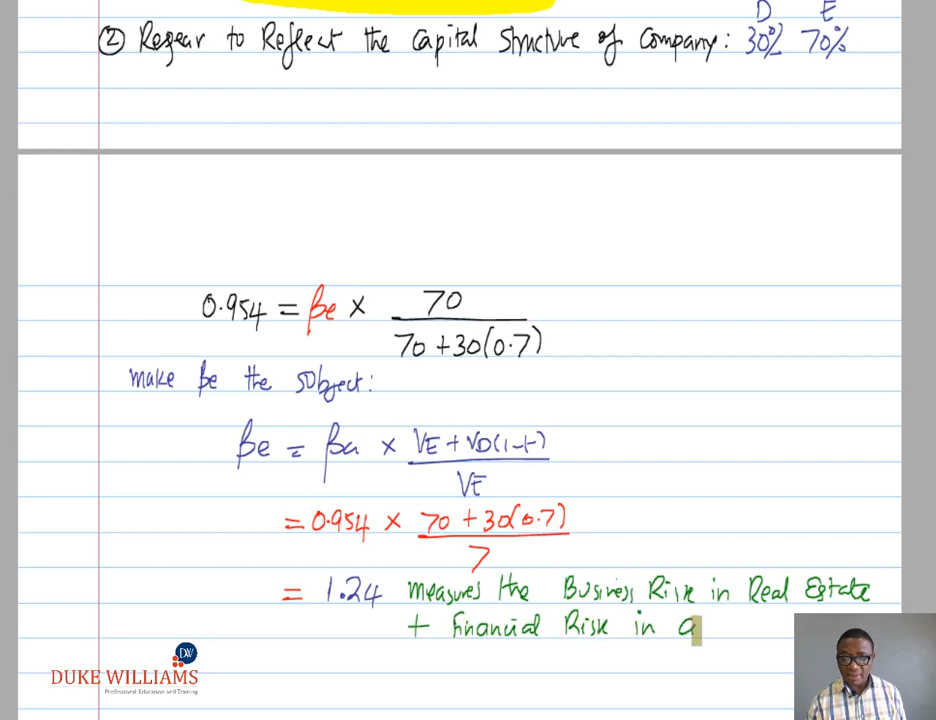 D E
② Regear to Reflect the Capital Structure of Company: 30% 70%
0.954 = βe × 70
70 + 30(0.7)
make βe the subject:
βe = βa × VE + VD(1-t)
VE
= 0.954 × 70 + 30(0.7)
7
= 1.24 measures the Business Risk in Real Estate
+ Financial Risk in a
DW
DUKE WILLIAMS
Professional Education and Training